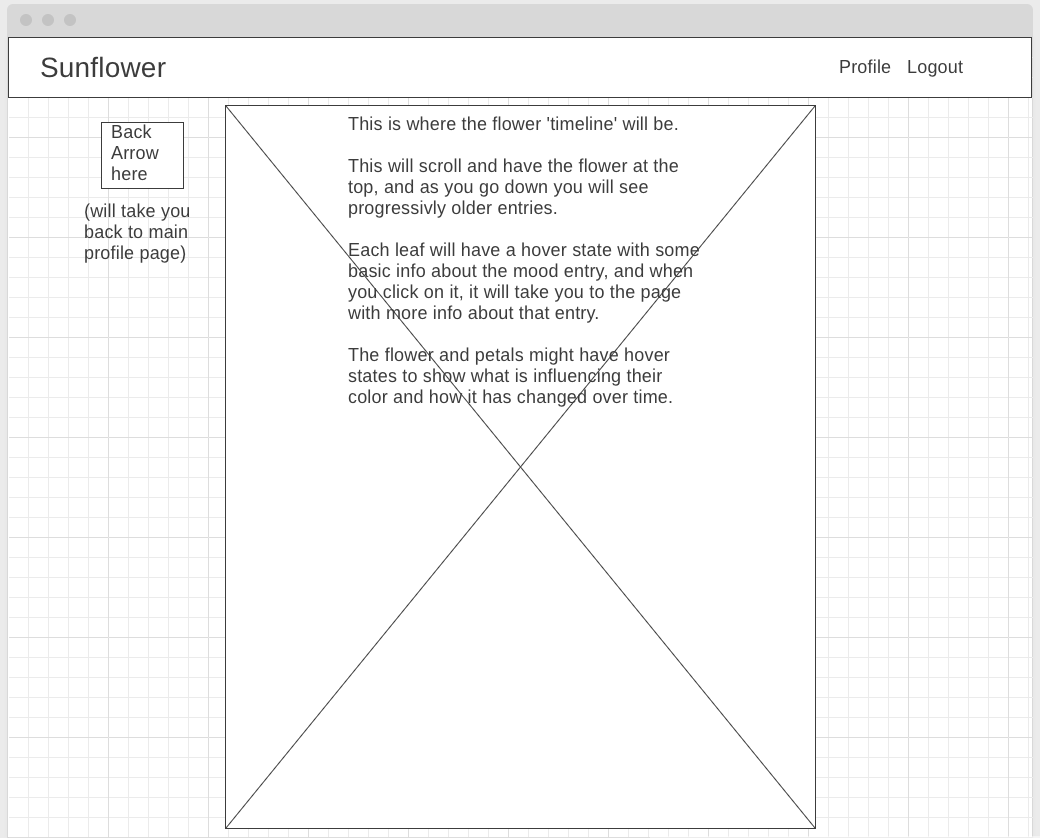 Sunflower
Profile Logout
Back
Arrow
here
(will take you
back to main
profile page)
This is where the flower 'timeline' will be.
This will scroll and have the flower at the
top, and as you go down you will see
progressivly older entries.
Each leaf will have a hover state with some
basic info about the mood entry, and when
you click on it, it will take you to the page
with more info about that entry.
The flower and petals might have hover
states to show what is influencing their
color and how it has changed over time.